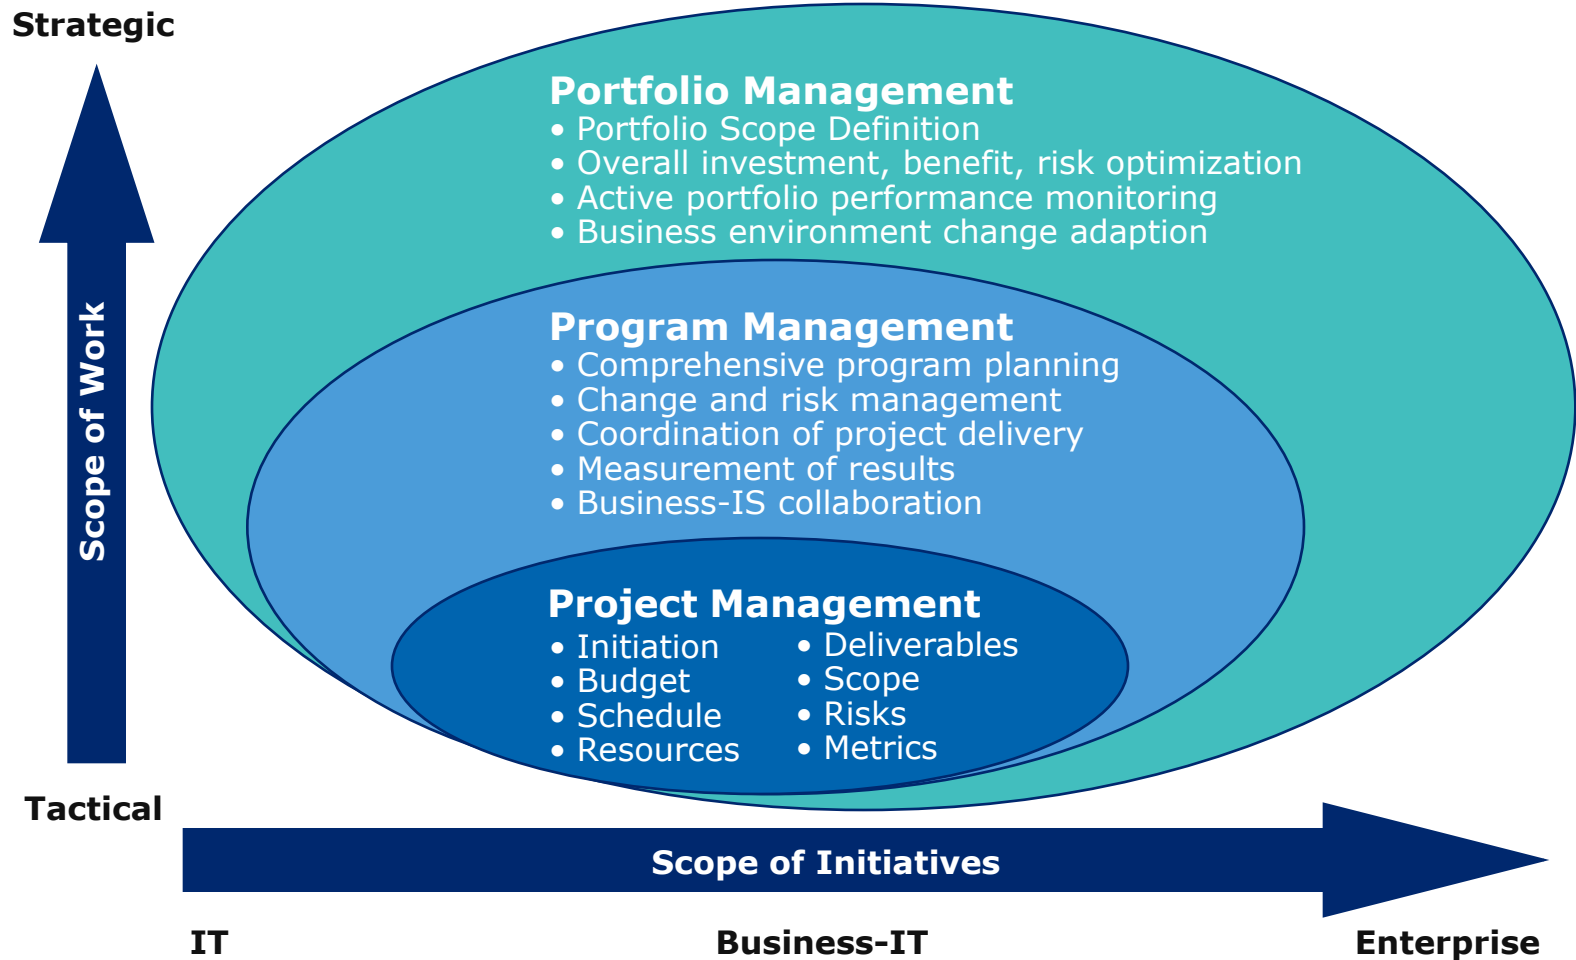 Strategic
Portfolio Management
• Portfolio Scope Definition
• Overall investment, benefit, risk optimization
• Active portfolio performance monitoring
• Business environment change adaption
Scope of Work
Program Management
• Comprehensive program planning
• Change and risk management
• Coordination of project delivery
• Measurement of results
• Business-IS collaboration
Project Management
• Initiation
• Budget
• Schedule
• Resources
• Deliverables
• Scope
• Risks
• Metrics
Tactical
Scope of Initiatives
IT
Business-IT
Enterprise